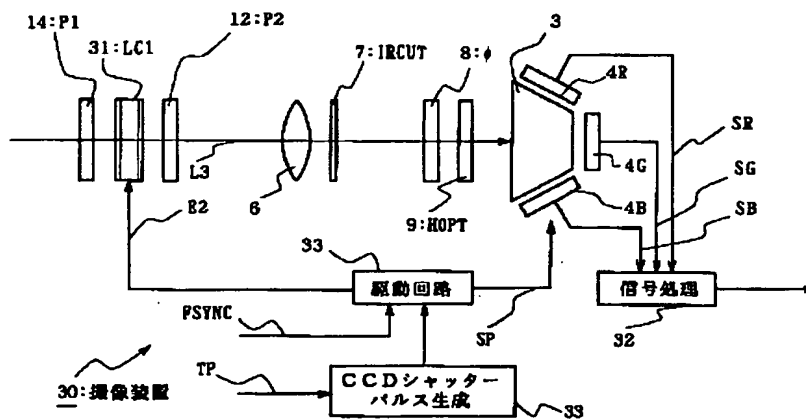 14:P1
31:LC1
12:P2
7:IRCUT
8:φ
3
4R
SR
4G
SG
L3
6
4B
SB
E2
9:HOPT
33
駆動回路
信号処理
FSYNC
SP
32
30:撮像装置
TP
CCDシャッター
パルス生成
33